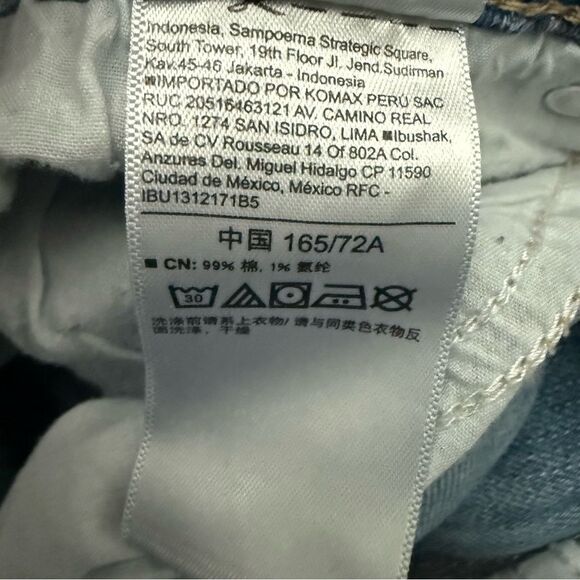 Indonesia, Sampoerna Strategic Square,
South Tower, 19th Floor Jl. Jend.Sudirman
Kav.45-46 Jakarta - Indonesia
■IMPORTADO POR KOMAX PERÚ SAC
RUC 20516463121 AV. CAMINO REAL
NRO. 1274 SAN ISIDRO, LIMA ■Ibushak,
SA de CV Rousseau 14 Of 802A Col.
Anzures Del. Miguel Hidalgo CP 11590
Ciudad de México, México RFC -
IBU1312171B5
中国 165/72A
■ CN: 99% 棉, 1% 氨纶
30
洗涤前请系上衣物/ 请与同类色衣物反
面洗涤, 干燥